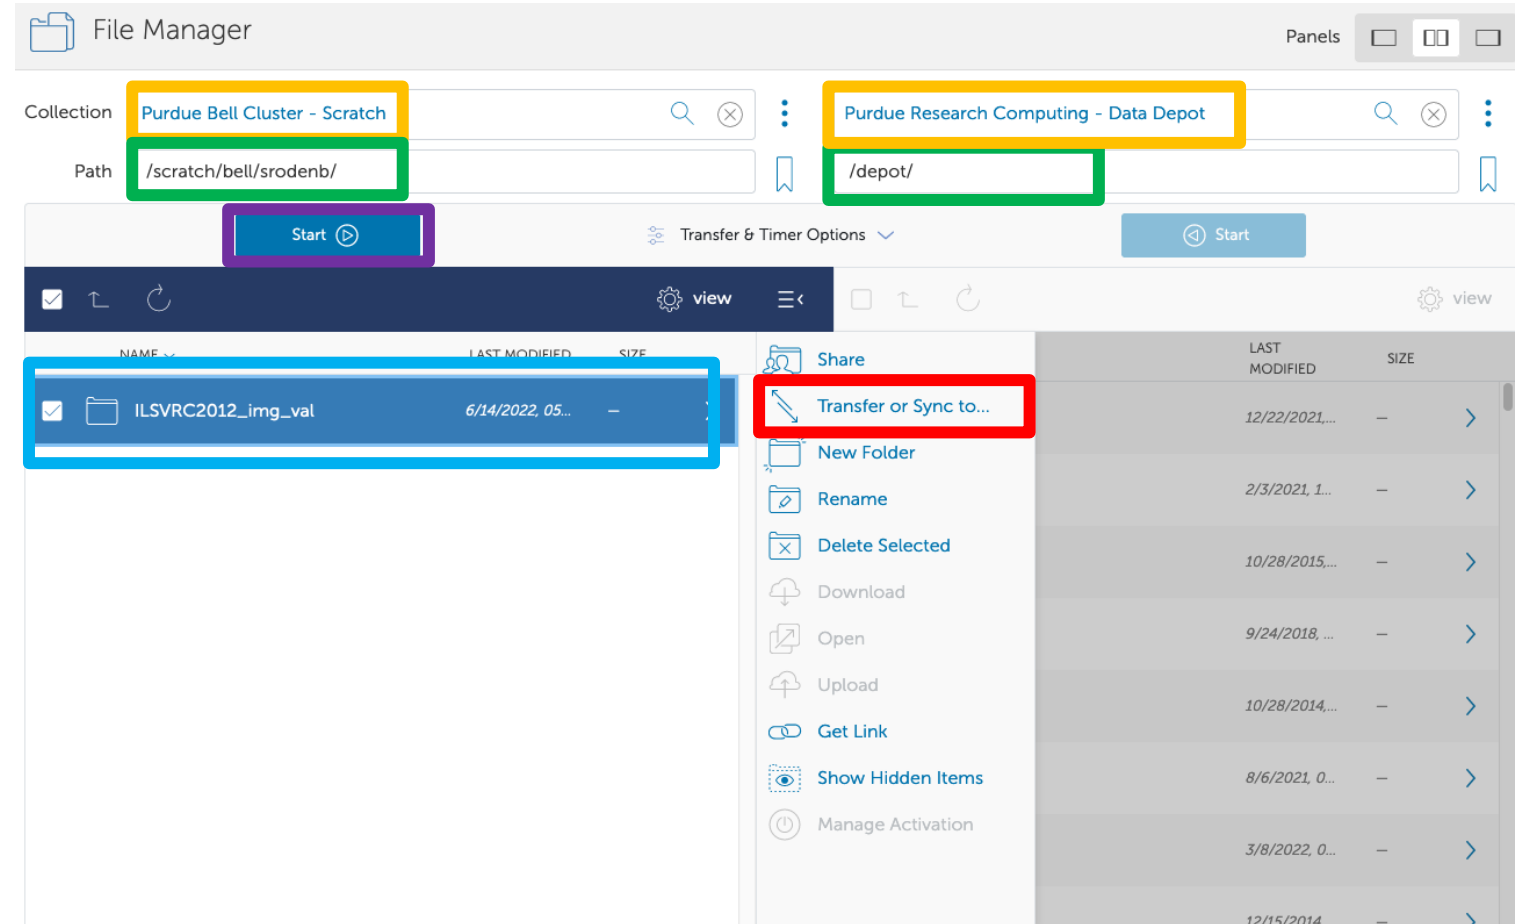 File Manager
Panels
Collection
Purdue Bell Cluster - Scratch
Purdue Research Computing - Data Depot
Path
/scratch/bell/srodenb/
/depot/
Start
Transfer & Timer Options
Start
view
view
NAME
LAST MODIFIED
SIZE
LAST
MODIFIED
SIZE
ILSVRC2012_img_val
6/14/2022, 05...
–
Share
Transfer or Sync to...
New Folder
Rename
Delete Selected
Download
Open
Upload
Get Link
Show Hidden Items
Manage Activation
12/22/2021,...
–
2/3/2021, 1...
–
10/28/2015,...
–
9/24/2018, ...
–
10/28/2014,...
–
8/6/2021, 0...
–
3/8/2022, 0...
–
12/15/2014